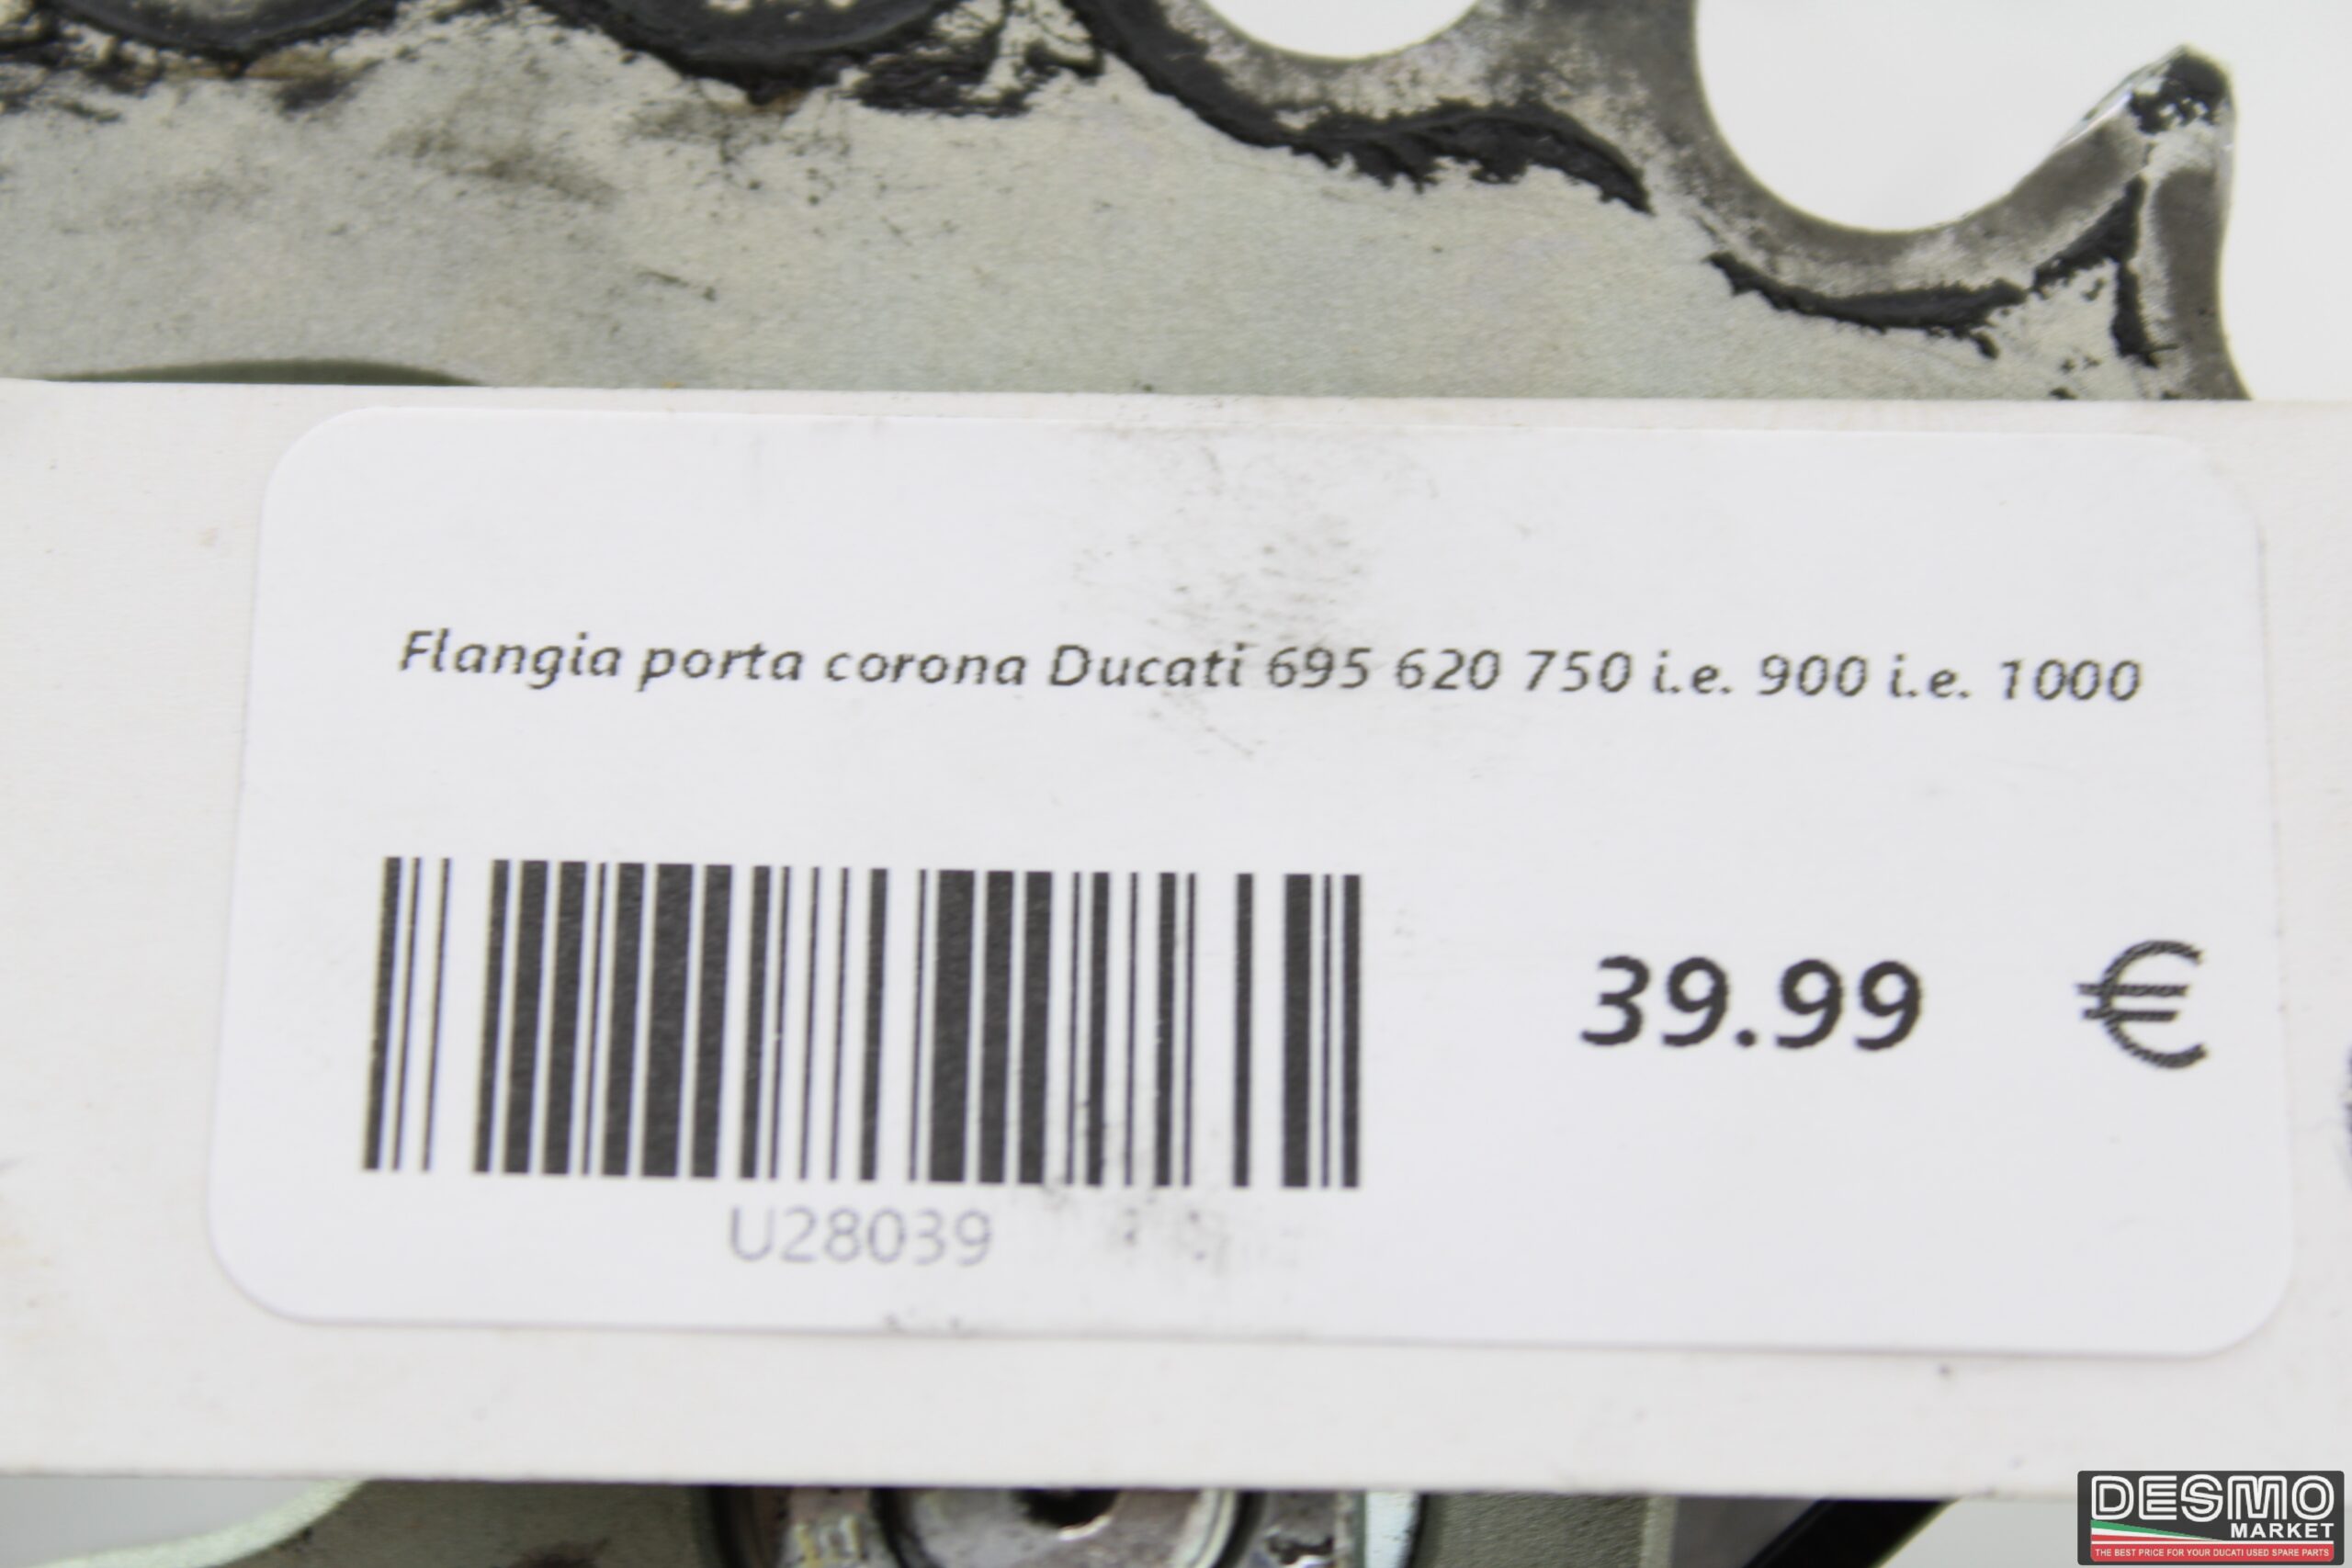 Flangia porta corona Ducati 695 620 750 i.e. 900 i.e. 1000
39.99 €
U28039
DESMO
MARKET
THE BEST PRICE FOR YOUR DUCATI USED SPARE PARTS